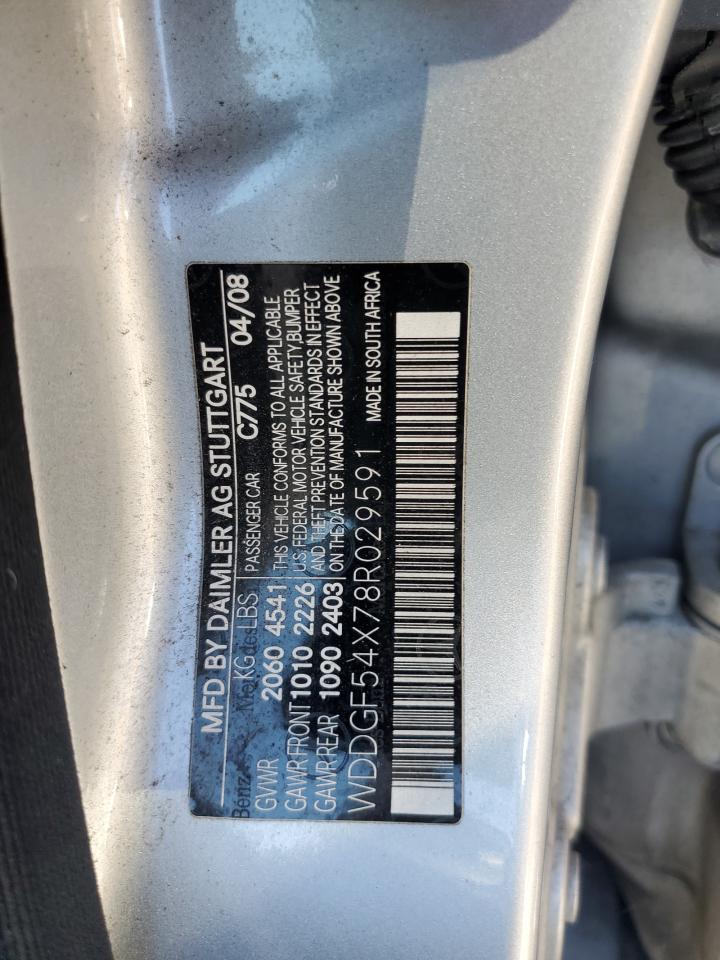 MFD BY DAIMLER AG STUTTGART
C775 04/08
KG LBS PASSENGER CAR
GVWR 2060 4541 THIS VEHICLE CONFORMS TO ALL APPLICABLE
GAWR FRONT 1010 2226 U.S. FEDERAL MOTOR VEHICLE SAFETY,BUMPER
GAWR REAR 1090 2403 AND THEFT PREVENTION STANDARDS IN EFFECT
ON THIS DATE OF MANUFACTURE SHOWN ABOVE
WDDGF54X78R029591 MADE IN SOUTH AFRICA